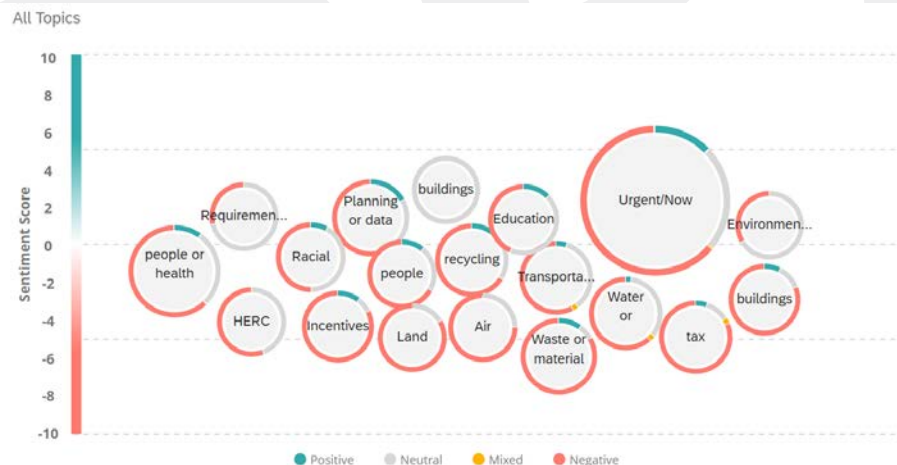 All Topics
10
8
6
4
2
0
-2
-4
-6
-8
-10
Sentiment Score
people or
health
Requiremen...
HERC
Racial
Incentives
Planning
or data
people
Land
buildings
recycling
Air
Education
Transporta...
Waste or
material
Urgent/Now
Water
or
tax
Environmen...
buildings
Positive
Neutral
Mixed
Negative